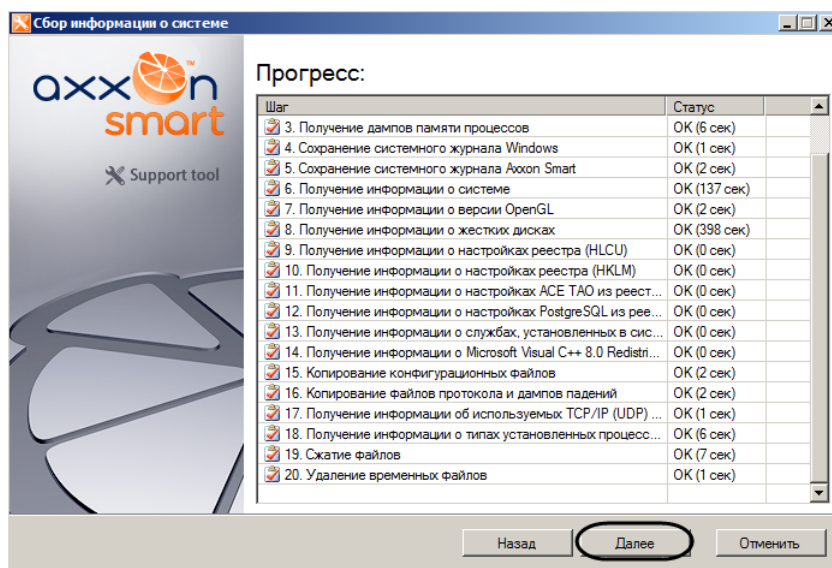 Сбор информации о системе
axxon
smart
™
Support tool
Прогресс:
Шаг Статус
3. Получение дампов памяти процессов OK (6 сек)
4. Сохранение системного журнала Windows OK (1 сек)
5. Сохранение системного журнала Axxon Smart OK (2 сек)
6. Получение информации о системе OK (137 сек)
7. Получение информации о версии OpenGL OK (2 сек)
8. Получение информации о жестких дисках OK (398 сек)
9. Получение информации о настройках реестра (HLCU) OK (0 сек)
10. Получение информации о настройках реестра (HKLM) OK (0 сек)
11. Получение информации о настройках ACE TAO из реест... OK (0 сек)
12. Получение информации о настройках PostgreSQL из рее... OK (0 сек)
13. Получение информации о службах, установленных в сис... OK (0 сек)
14. Получение информации о Microsoft Visual C++ 8.0 Redistri... OK (0 сек)
15. Копирование конфигурационных файлов OK (2 сек)
16. Копирование файлов протокола и дампов падений OK (2 сек)
17. Получение информации об используемых TCP/IP (UDP) ... OK (1 сек)
18. Получение информации о типах установленных процесс... OK (6 сек)
19. Сжатие файлов OK (7 сек)
20. Удаление временных файлов OK (1 сек)
Назад Далее Отменить